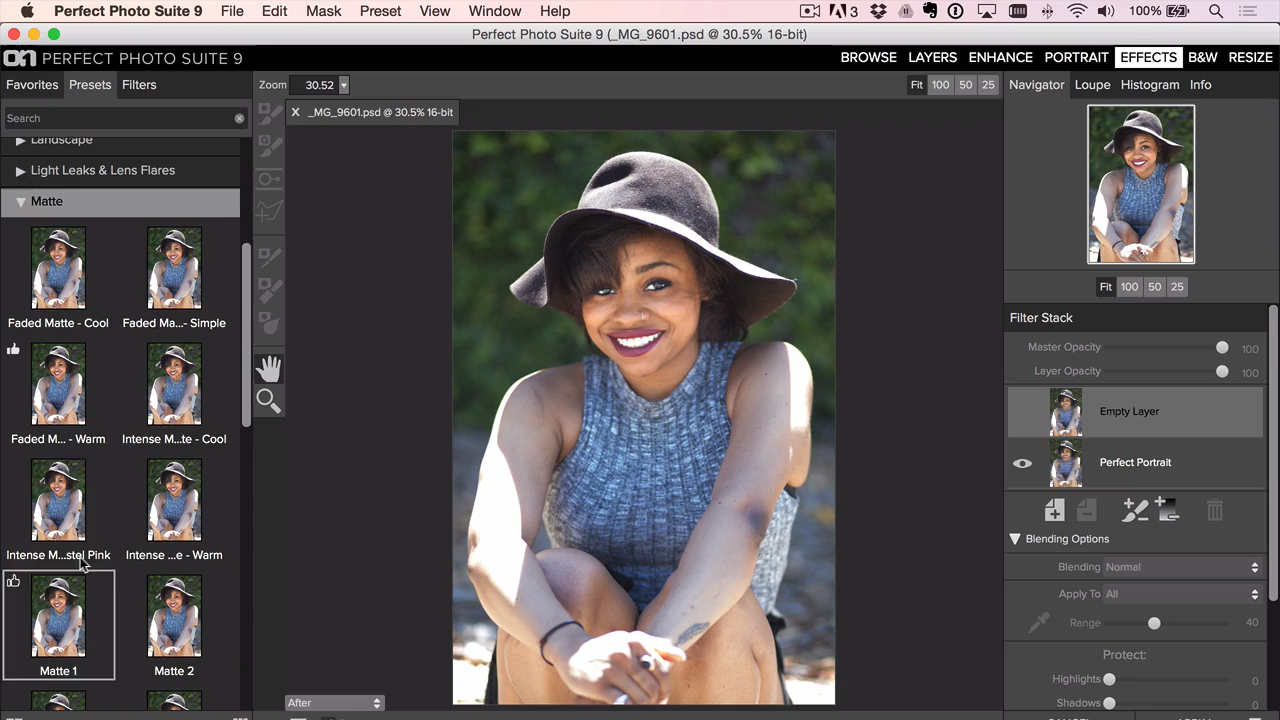 Perfect Photo Suite 9 File Edit Mask Preset View Window Help 3 100%
Perfect Photo Suite 9 (_MG_9601.psd @ 30.5% 16-bit)
on PERFECT PHOTO SUITE 9 BROWSE LAYERS ENHANCE PORTRAIT EFFECTS B&W RESIZE
Favorites Presets Filters Zoom 30.52 Fit 100 50 25 Navigator Loupe Histogram Info
Search
X _MG_9601.psd @ 30.5% 16-bit
Landscape
Light Leaks & Lens Flares
Matte
Faded Matte - Cool Faded Ma...- Simple
Faded M... - Warm Intense M...te - Cool
Intense M...stel Pink Intense ...e - Warm
Matte 1 Matte 2
After
Fit 100 50 25
Filter Stack
Master Opacity 100
Layer Opacity 100
Empty Layer
Perfect Portrait
Blending Options
Blending Normal
Apply To All
Range 40
Protect:
Highlights 0
Shadows 0